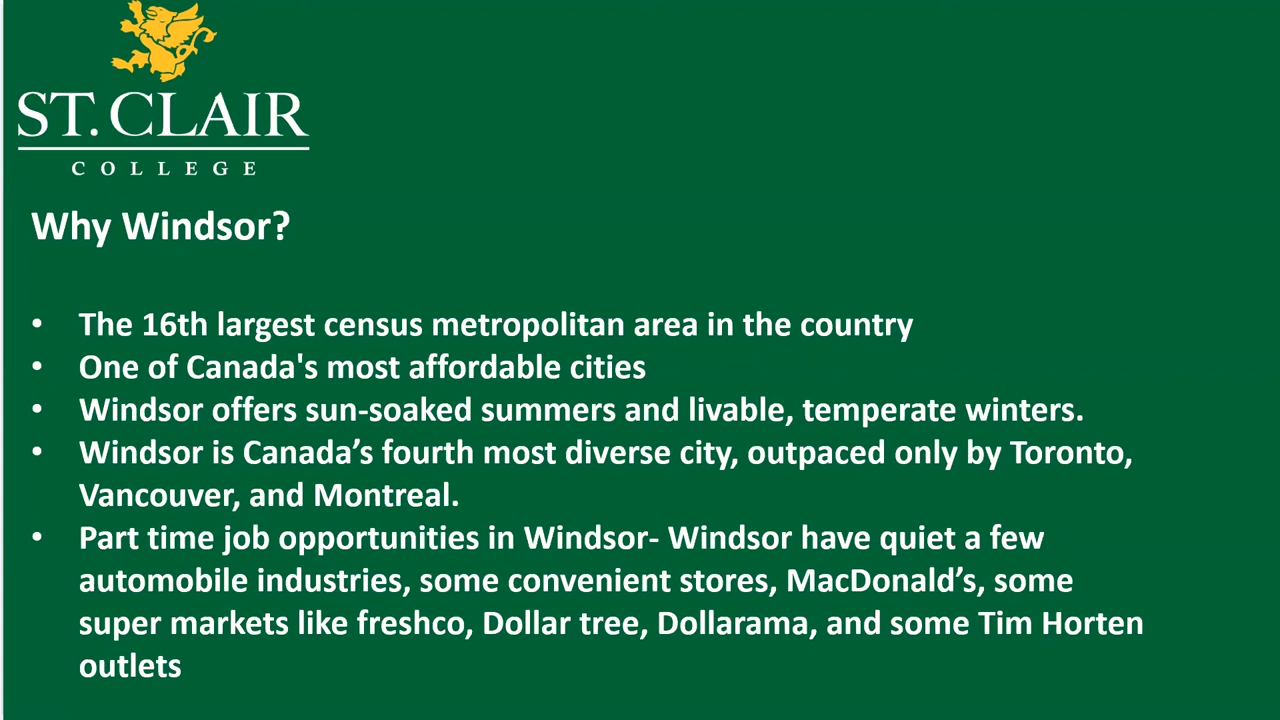 ST. CLAIR
COLLEGE
Why Windsor?
• The 16th largest census metropolitan area in the country
• One of Canada's most affordable cities
• Windsor offers sun-soaked summers and livable, temperate winters.
• Windsor is Canada’s fourth most diverse city, outpaced only by Toronto,
Vancouver, and Montreal.
• Part time job opportunities in Windsor- Windsor have quiet a few
automobile industries, some convenient stores, MacDonald’s, some
super markets like freshco, Dollar tree, Dollarama, and some Tim Horten
outlets